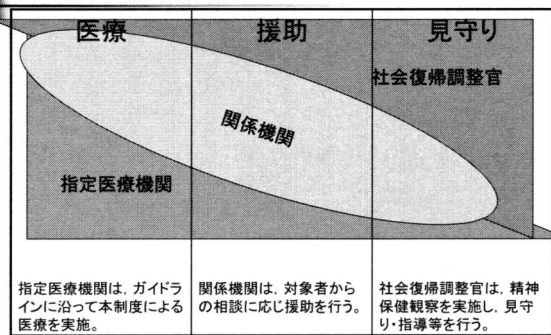 医療
援助
見守り
社会復帰調整官
関係機関
指定医療機関
指定医療機関は，ガイドラ
インに沿って本制度による
医療を実施。
関係機関は，対象者から
の相談に応じ援助を行う。
社会復帰調整官は，精神
保健観察を実施し，見守
り・指導等を行う。